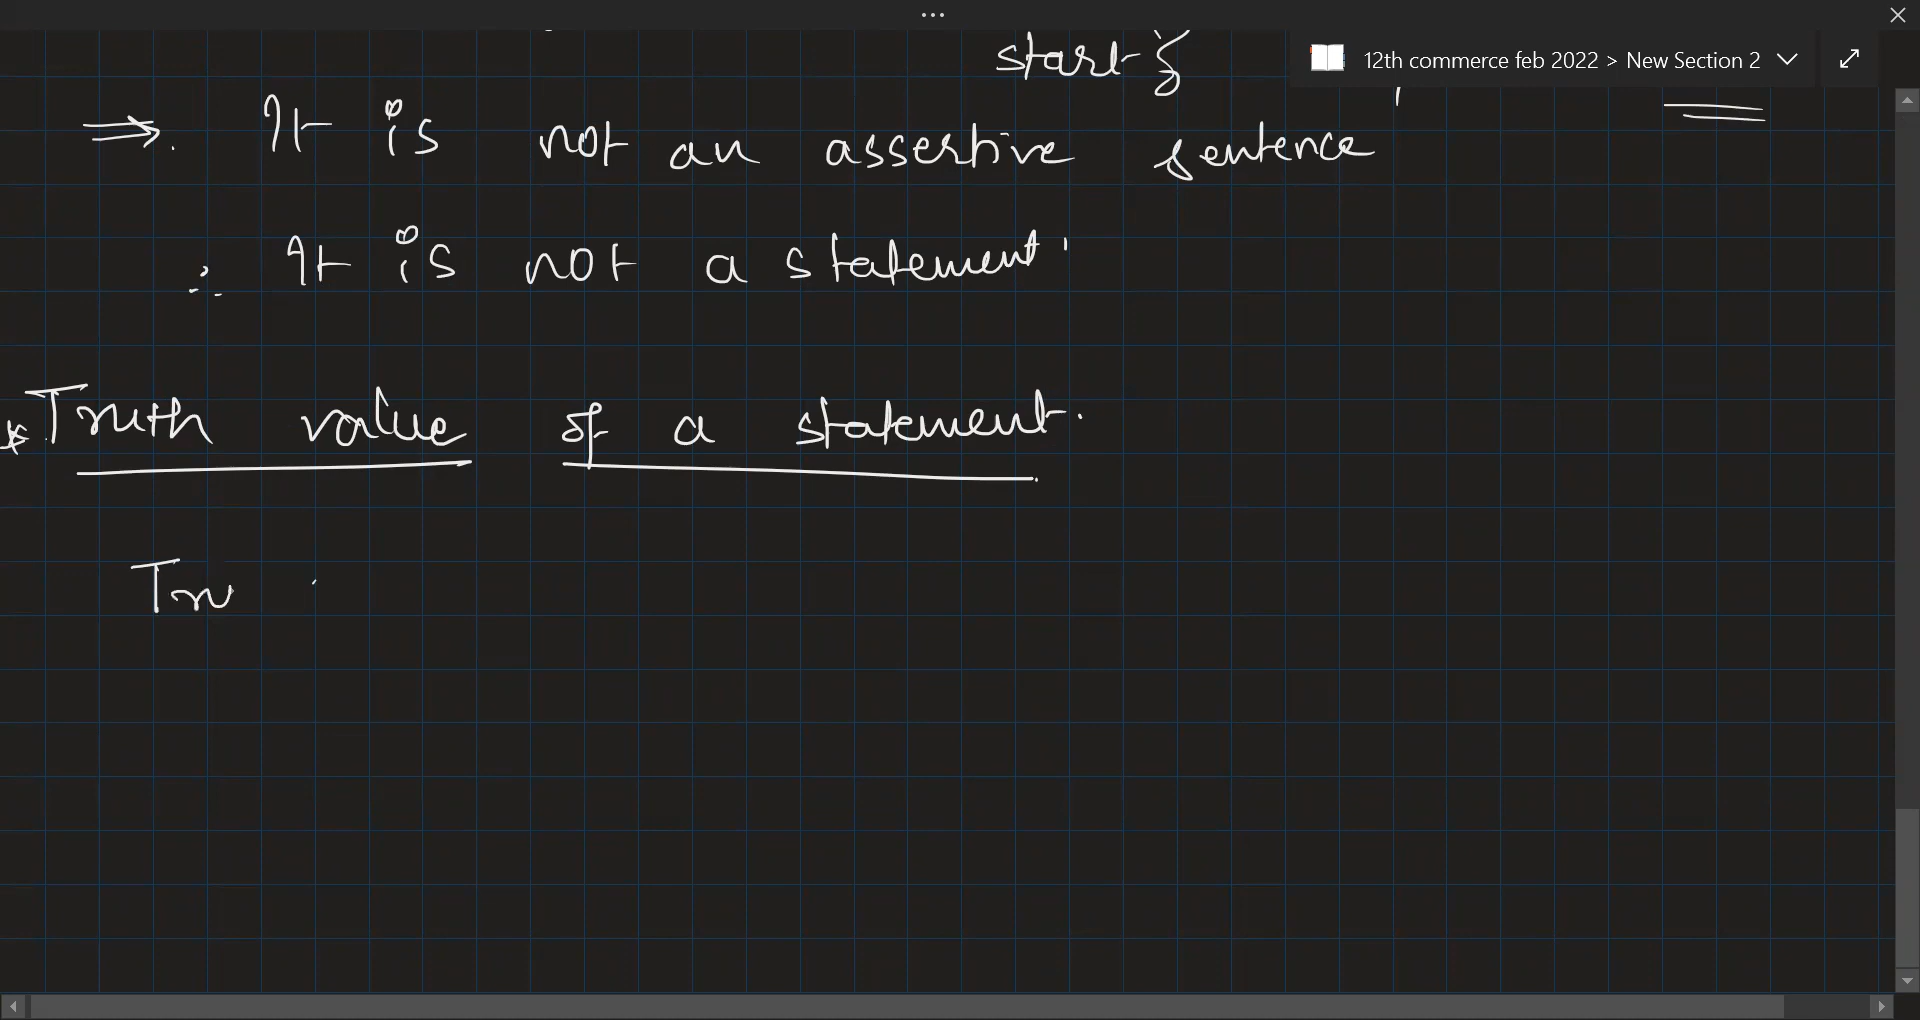 ...
start }
12th commerce feb 2022 > New Section 2
⇒. It is not an assertive sentence
∴ It is not a statement
* Truth value of a statement.
Tru